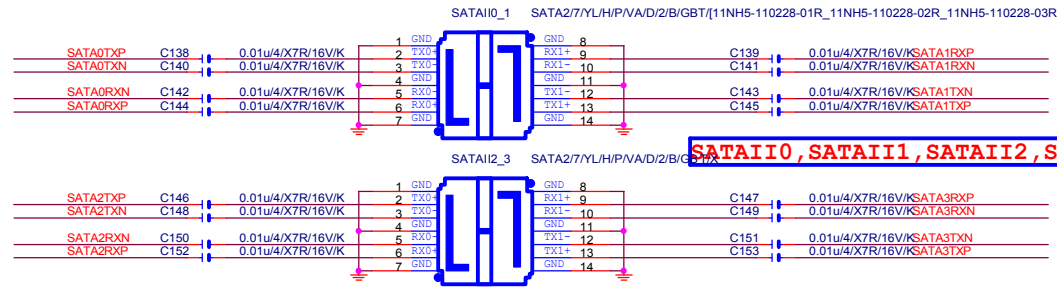 SATAII0_1 SATA2/7/YL/H/P/VA/D/2/B/GBT/[11NH5-110228-01R_11NH5-110228-02R_11NH5-110228-03R
1 GND GND 8
SATA0TXP C138 0.01u/4/X7R/16V/K 2 TX0+ RX1+ 9 C139 0.01u/4/X7R/16V/K SATA1RXP
SATA0TXN C140 0.01u/4/X7R/16V/K 3 TX0- RX1- 10 C141 0.01u/4/X7R/16V/K SATA1RXN
4 GND GND 11
SATA0RXN C142 0.01u/4/X7R/16V/K 5 RX0- TX1- 12 C143 0.01u/4/X7R/16V/K SATA1TXN
SATA0RXP C144 0.01u/4/X7R/16V/K 6 RX0+ TX1+ 13 C145 0.01u/4/X7R/16V/K SATA1TXP
7 GND GND 14
SATAII0,SATAII1,SATAII2,S
SATAII2_3 SATA2/7/YL/H/P/VA/D/2/B/GBT/X
1 GND GND 8
SATA2TXP C146 0.01u/4/X7R/16V/K 2 TX0+ RX1+ 9 C147 0.01u/4/X7R/16V/K SATA3RXP
SATA2TXN C148 0.01u/4/X7R/16V/K 3 TX0- RX1- 10 C149 0.01u/4/X7R/16V/K SATA3RXN
4 GND GND 11
SATA2RXN C150 0.01u/4/X7R/16V/K 5 RX0- TX1- 12 C151 0.01u/4/X7R/16V/K SATA3TXN
SATA2RXP C152 0.01u/4/X7R/16V/K 6 RX0+ TX1+ 13 C153 0.01u/4/X7R/16V/K SATA3TXP
7 GND GND 14